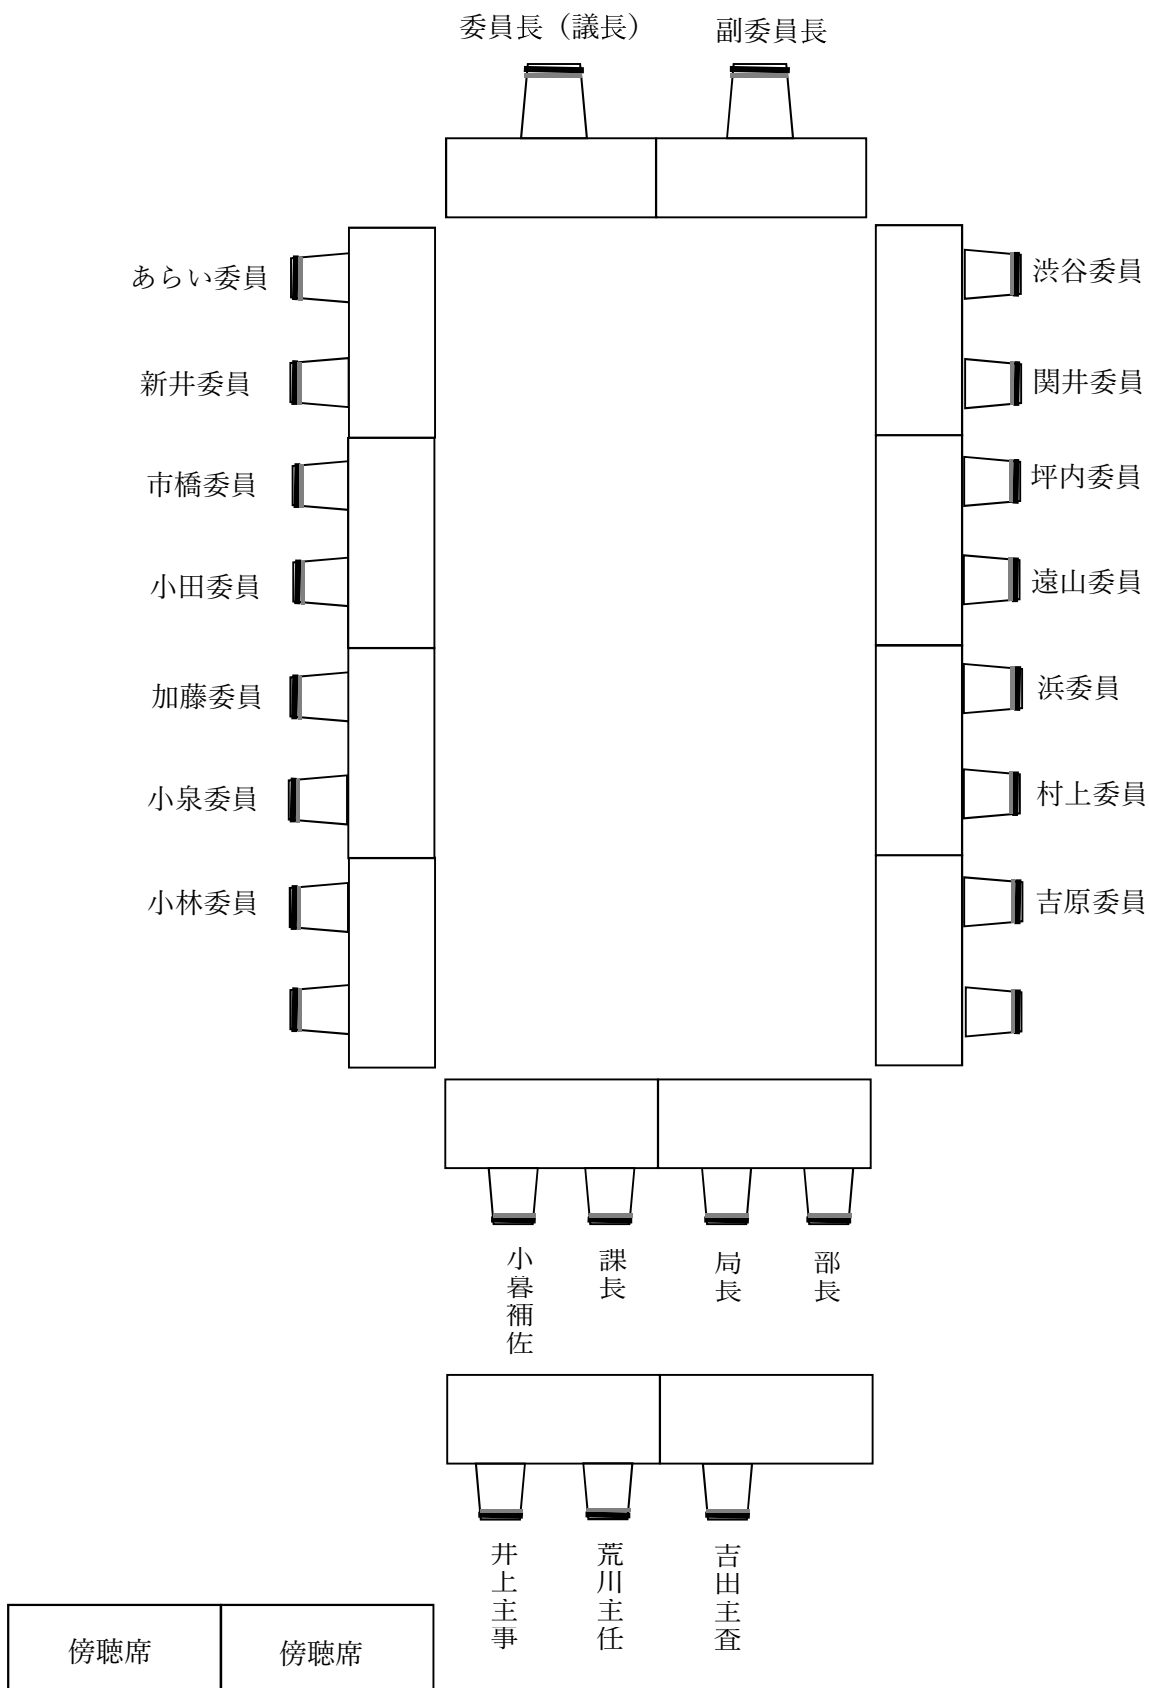 委員長（議長）
副委員長
あらい委員
渋谷委員
新井委員
関井委員
市橋委員
坪内委員
小田委員
遠山委員
加藤委員
浜委員
小泉委員
村上委員
小林委員
吉原委員
小暮補佐
課長
局長
部長
井上主事
荒川主任
吉田主査
傍聴席
傍聴席